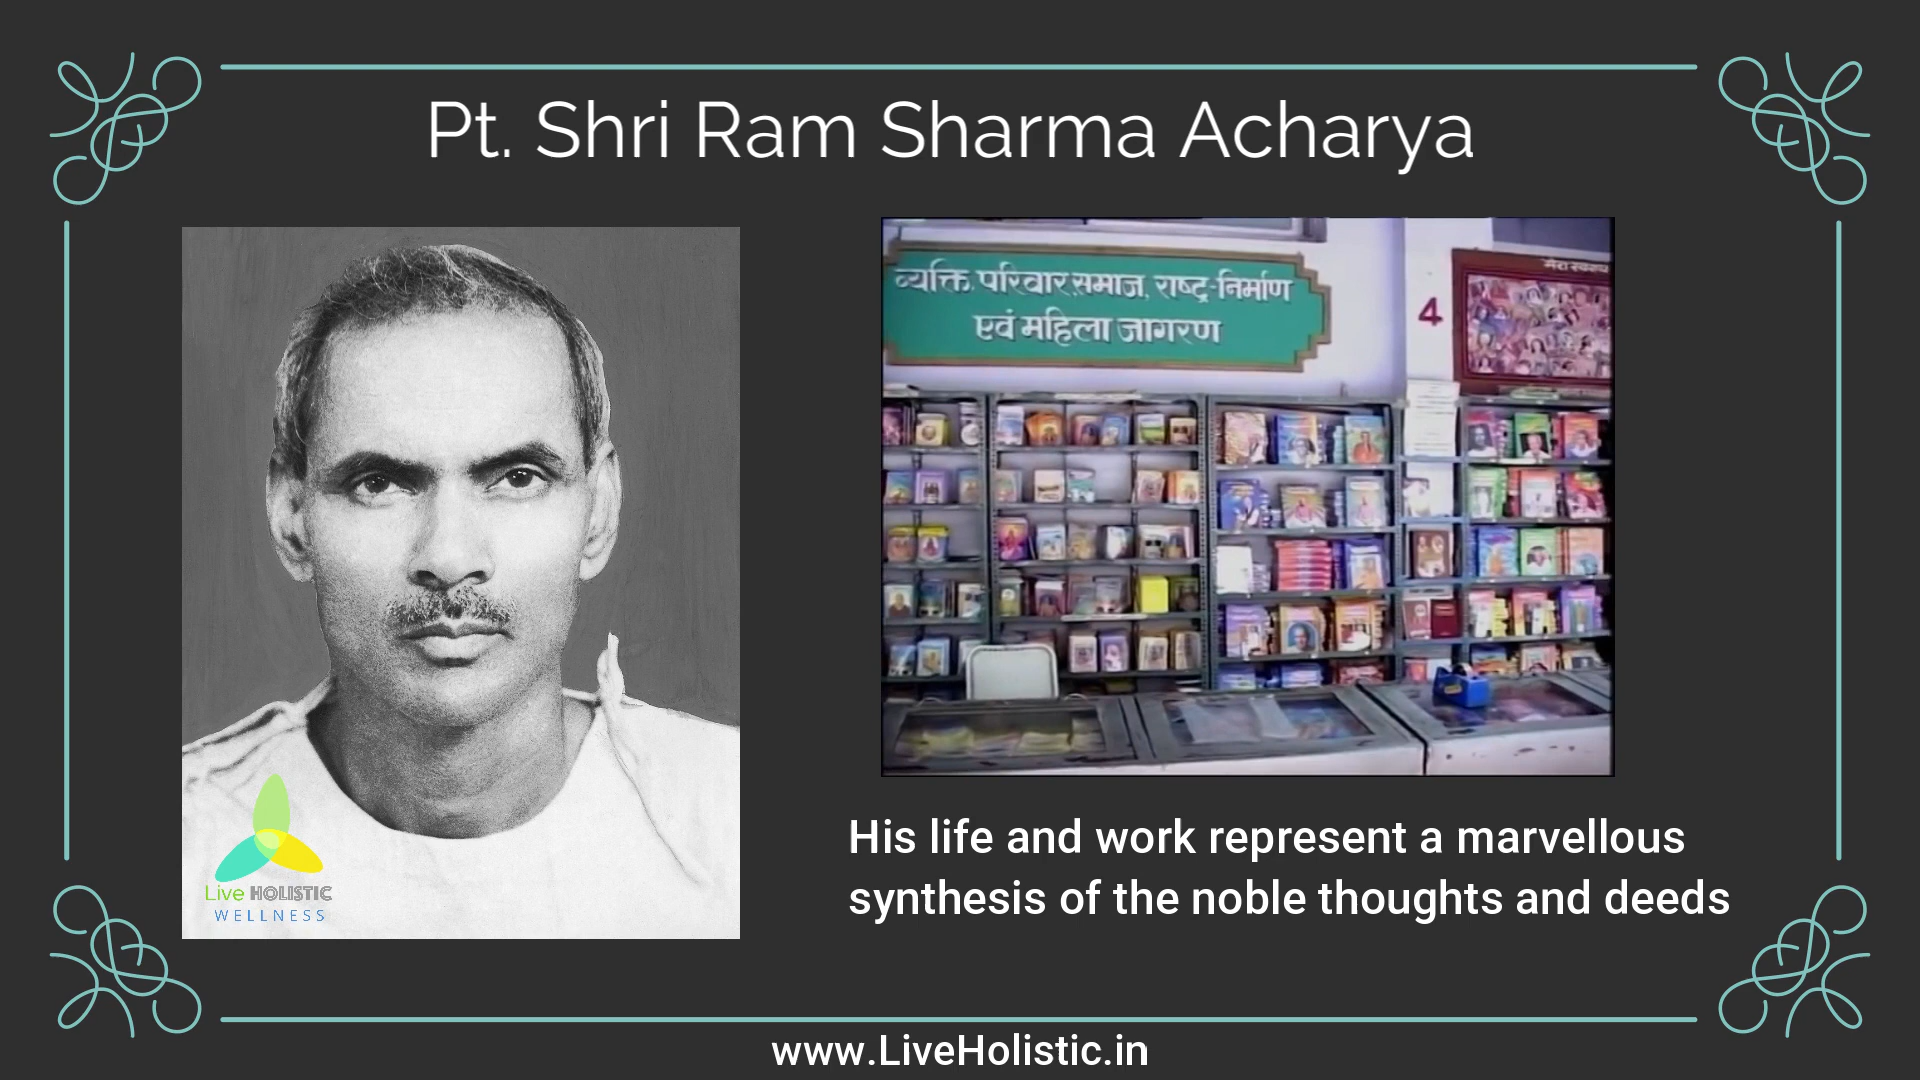 Pt. Shri Ram Sharma Acharya
व्यक्ति, परिवार, समाज, राष्ट्र-निर्माण
एवं महिला जागरण
4
His life and work represent a marvellous
synthesis of the noble thoughts and deeds
Live HOLISTIC
WELLNESS
www.LiveHolistic.in